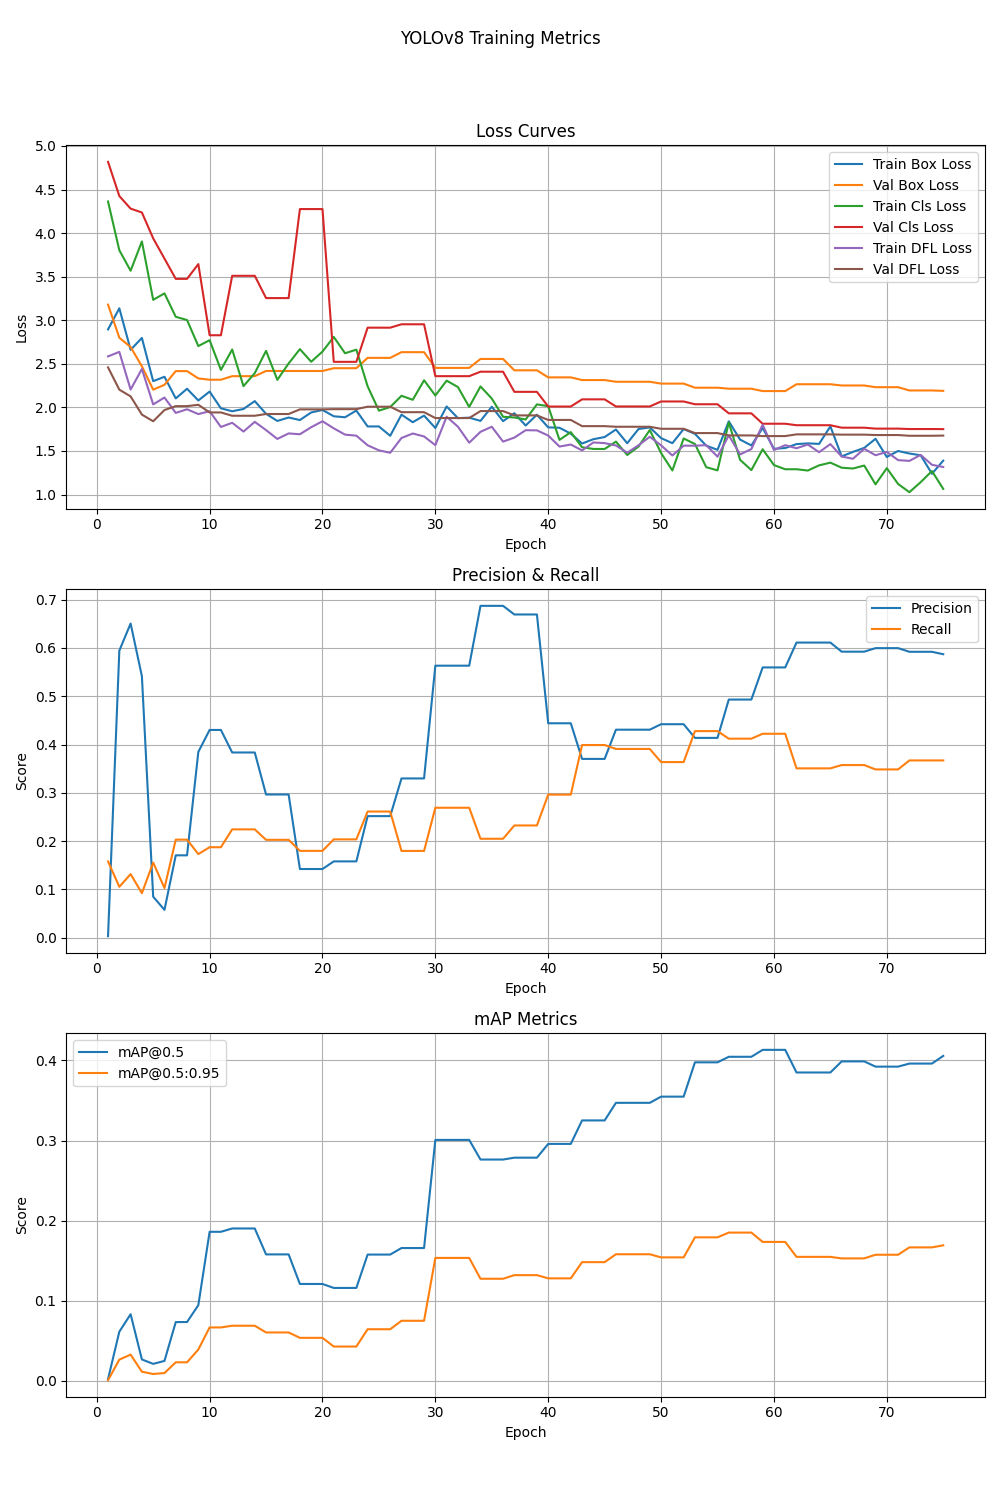 YOLOv8 Training Metrics
Loss Curves
5.0
4.5
4.0
3.5
3.0
2.5
2.0
1.5
1.0
Loss
Train Box Loss
Val Box Loss
Train Cls Loss
Val Cls Loss
Train DFL Loss
Val DFL Loss
0 10 20 30 40 50 60 70
Epoch
Precision & Recall
0.7
0.6
0.5
0.4
0.3
0.2
0.1
0.0
Score
Precision
Recall
0 10 20 30 40 50 60 70
Epoch
mAP Metrics
0.4
0.3
0.2
0.1
0.0
Score
mAP@0.5
mAP@0.5:0.95
0 10 20 30 40 50 60 70
Epoch